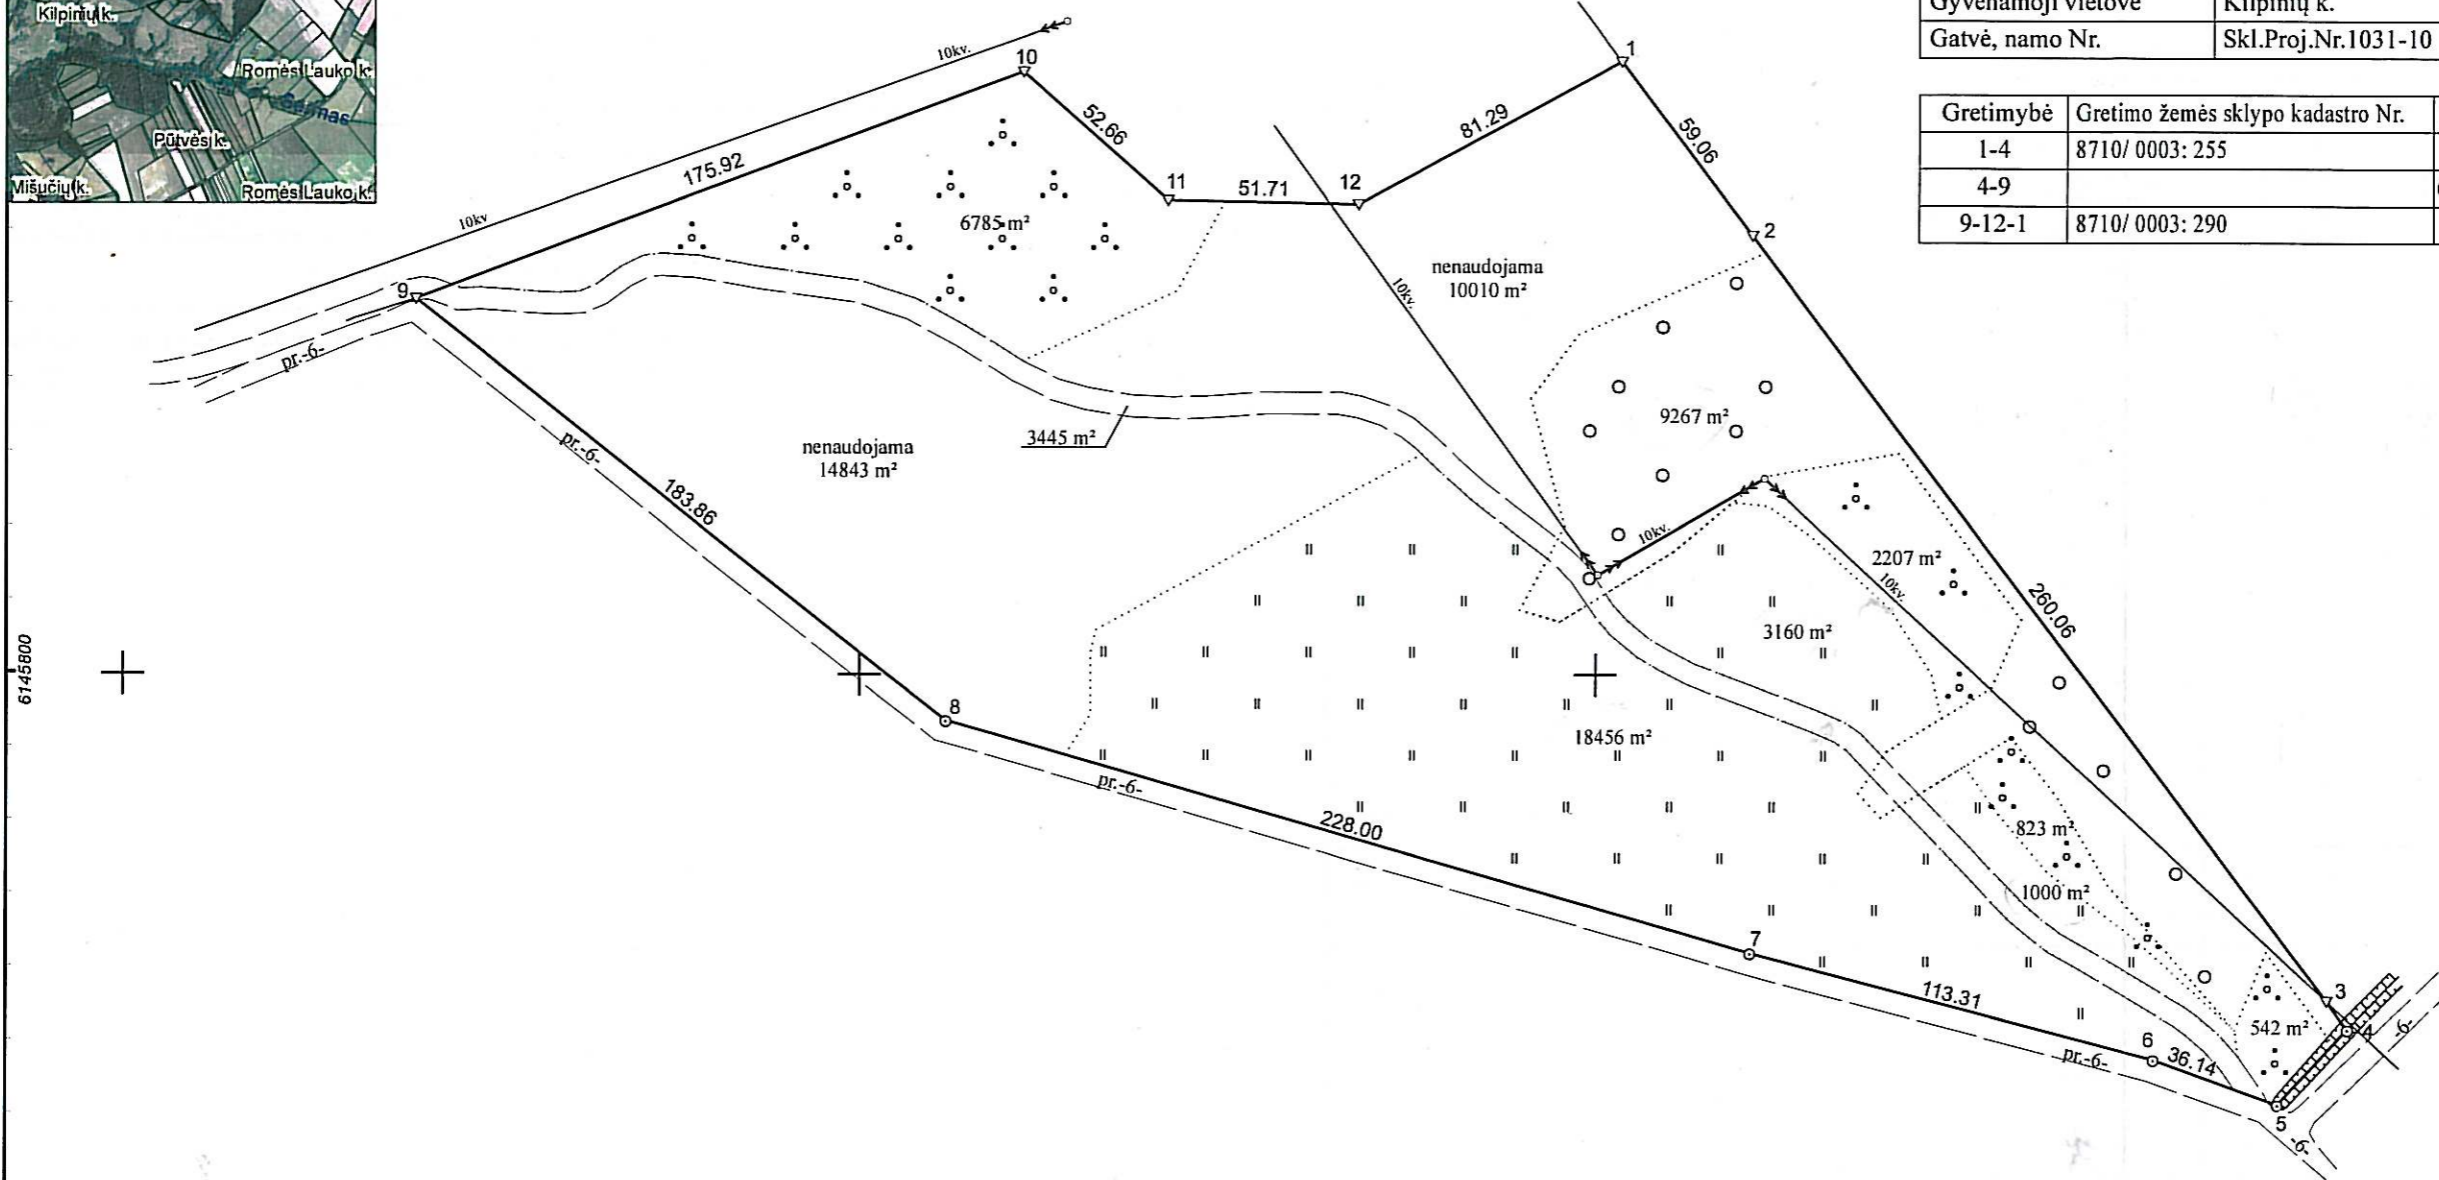 Kilpinių k.
Romės Lauko k.
Pūtvės k.
Mišučių k.
Romės Lauko k.
Gyvenamoji vietovė Kilpinių k.
Gatvė, namo Nr. Skl.Proj.Nr.1031-10
Gretimybė Gretimo žemės sklypo kadastro Nr.
1-4 8710/ 0003: 255
4-9
9-12-1 8710/ 0003: 290
10kv.
10
1
52.66
81.29
59.06
175.92
11
51.71
12
10kv
6785 m²
2
nenaudojama
10010 m²
9
10kv.
pr.-6-
9267 m²
nenaudojama
14843 m²
3445 m²
pr.-6-
183.86
10kv.
2207 m²
10kv.
260.06
3160 m²
6145800
8
18456 m²
pr.-6-
228.00
823 m²
1000 m²
7
113.31
3
542 m²
4
-6-
6
36.14
pr.-6-
5
-6-